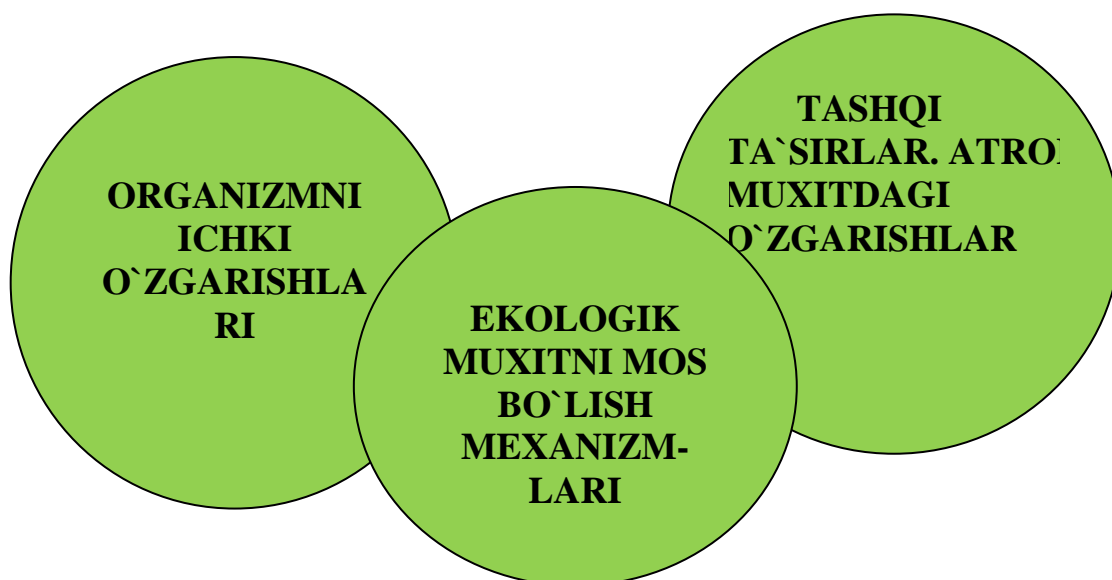 ORGANIZMNI
ICHKI
O`ZGARISHLA
RI
EKOLOGIK
MUXITNI MOS
BO`LISH
MEXANIZM-
LARI
TASHQI
TA`SIRLAR.
MUXITDAGI
O`ZGARISHLAR